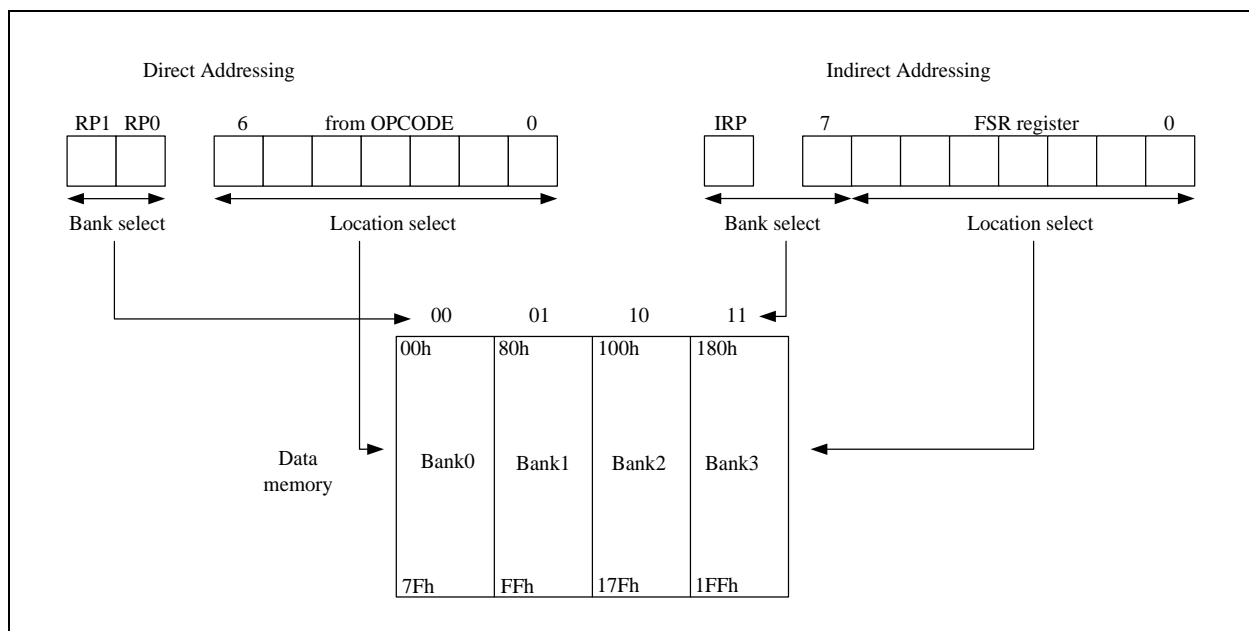 Direct Addressing Indirect Addressing
RP1 RP0 6 from OPCODE 0 IRP 7 FSR register 0
Bank select Location select Bank select Location select
00 01 10 11
00h 80h 100h 180h
Bank0 Bank1 Bank2 Bank3
Data
memory
7Fh FFh 17Fh 1FFh